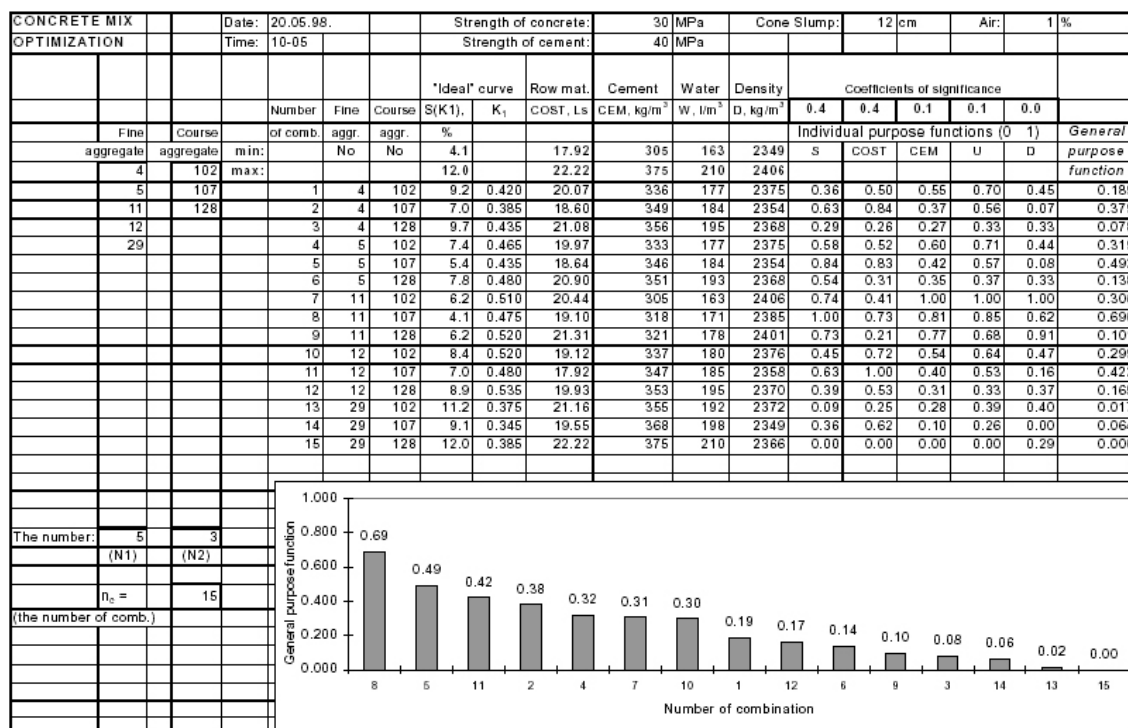 CONCRETE MIX Date: 20.05.98. Strength of concrete: 30 MPa Cone Slump: 12 cm Air: 1 %
OPTIMIZATION Time: 10-05 Strength of cement: 40 MPa
"Ideal" curve Row mat. Cement Water Density Coefficients of significance
Number Fine Course S(K1), K1 COST, Ls CEM, kg/m³ W, l/m³ D, kg/m³ 0.4 0.4 0.1 0.1 0.0
Fine Course of comb. aggr. aggr. % Individual purpose functions (0 1) General
aggregate aggregate min: No No 4.1 17.92 305 163 2349 S COST CEM U D purpose
4 102 max: 12.0 22.22 375 210 2406 function
5 107 1 4 102 9.2 0.420 20.07 336 177 2375 0.36 0.50 0.55 0.70 0.45
11 128 2 4 107 7.0 0.385 18.60 349 184 2354 0.63 0.84 0.37 0.56 0.07
12 3 4 128 9.7 0.435 21.08 356 195 2368 0.29 0.26 0.27 0.33 0.33
29 4 5 102 7.4 0.465 19.97 333 177 2375 0.58 0.52 0.60 0.71 0.44
5 5 107 5.4 0.435 18.64 346 184 2354 0.84 0.83 0.42 0.57 0.08
6 5 128 7.8 0.480 20.90 351 193 2368 0.54 0.31 0.35 0.37 0.33
7 11 102 6.2 0.510 20.44 305 163 2406 0.74 0.41 1.00 1.00 1.00
8 11 107 4.1 0.475 19.10 318 171 2385 1.00 0.73 0.81 0.85 0.62
9 11 128 6.2 0.520 21.31 321 178 2401 0.73 0.21 0.77 0.68 0.91
10 12 102 8.4 0.520 19.12 337 180 2376 0.45 0.72 0.54 0.64 0.47
11 12 107 7.0 0.480 17.92 347 185 2358 0.63 1.00 0.40 0.53 0.16
12 12 128 8.9 0.535 19.93 353 195 2370 0.39 0.53 0.31 0.33 0.37
13 29 102 11.2 0.375 21.16 355 192 2372 0.09 0.25 0.28 0.39 0.40
14 29 107 9.1 0.345 19.55 368 198 2349 0.36 0.62 0.10 0.26 0.00
15 29 128 12.0 0.385 22.22 375 210 2366 0.00 0.00 0.00 0.00 0.29
The number: 5 3
(N1) (N2)
nc = 15
(the number of comb.)
General purpose function
1.000
0.800
0.600
0.400
0.200
0.000
0.69 0.49 0.42 0.38 0.32 0.31 0.30 0.19 0.17 0.14 0.10 0.08 0.06 0.02 0.00
8 5 11 2 4 7 10 1 12 6 9 3 14 13 15
Number of combination